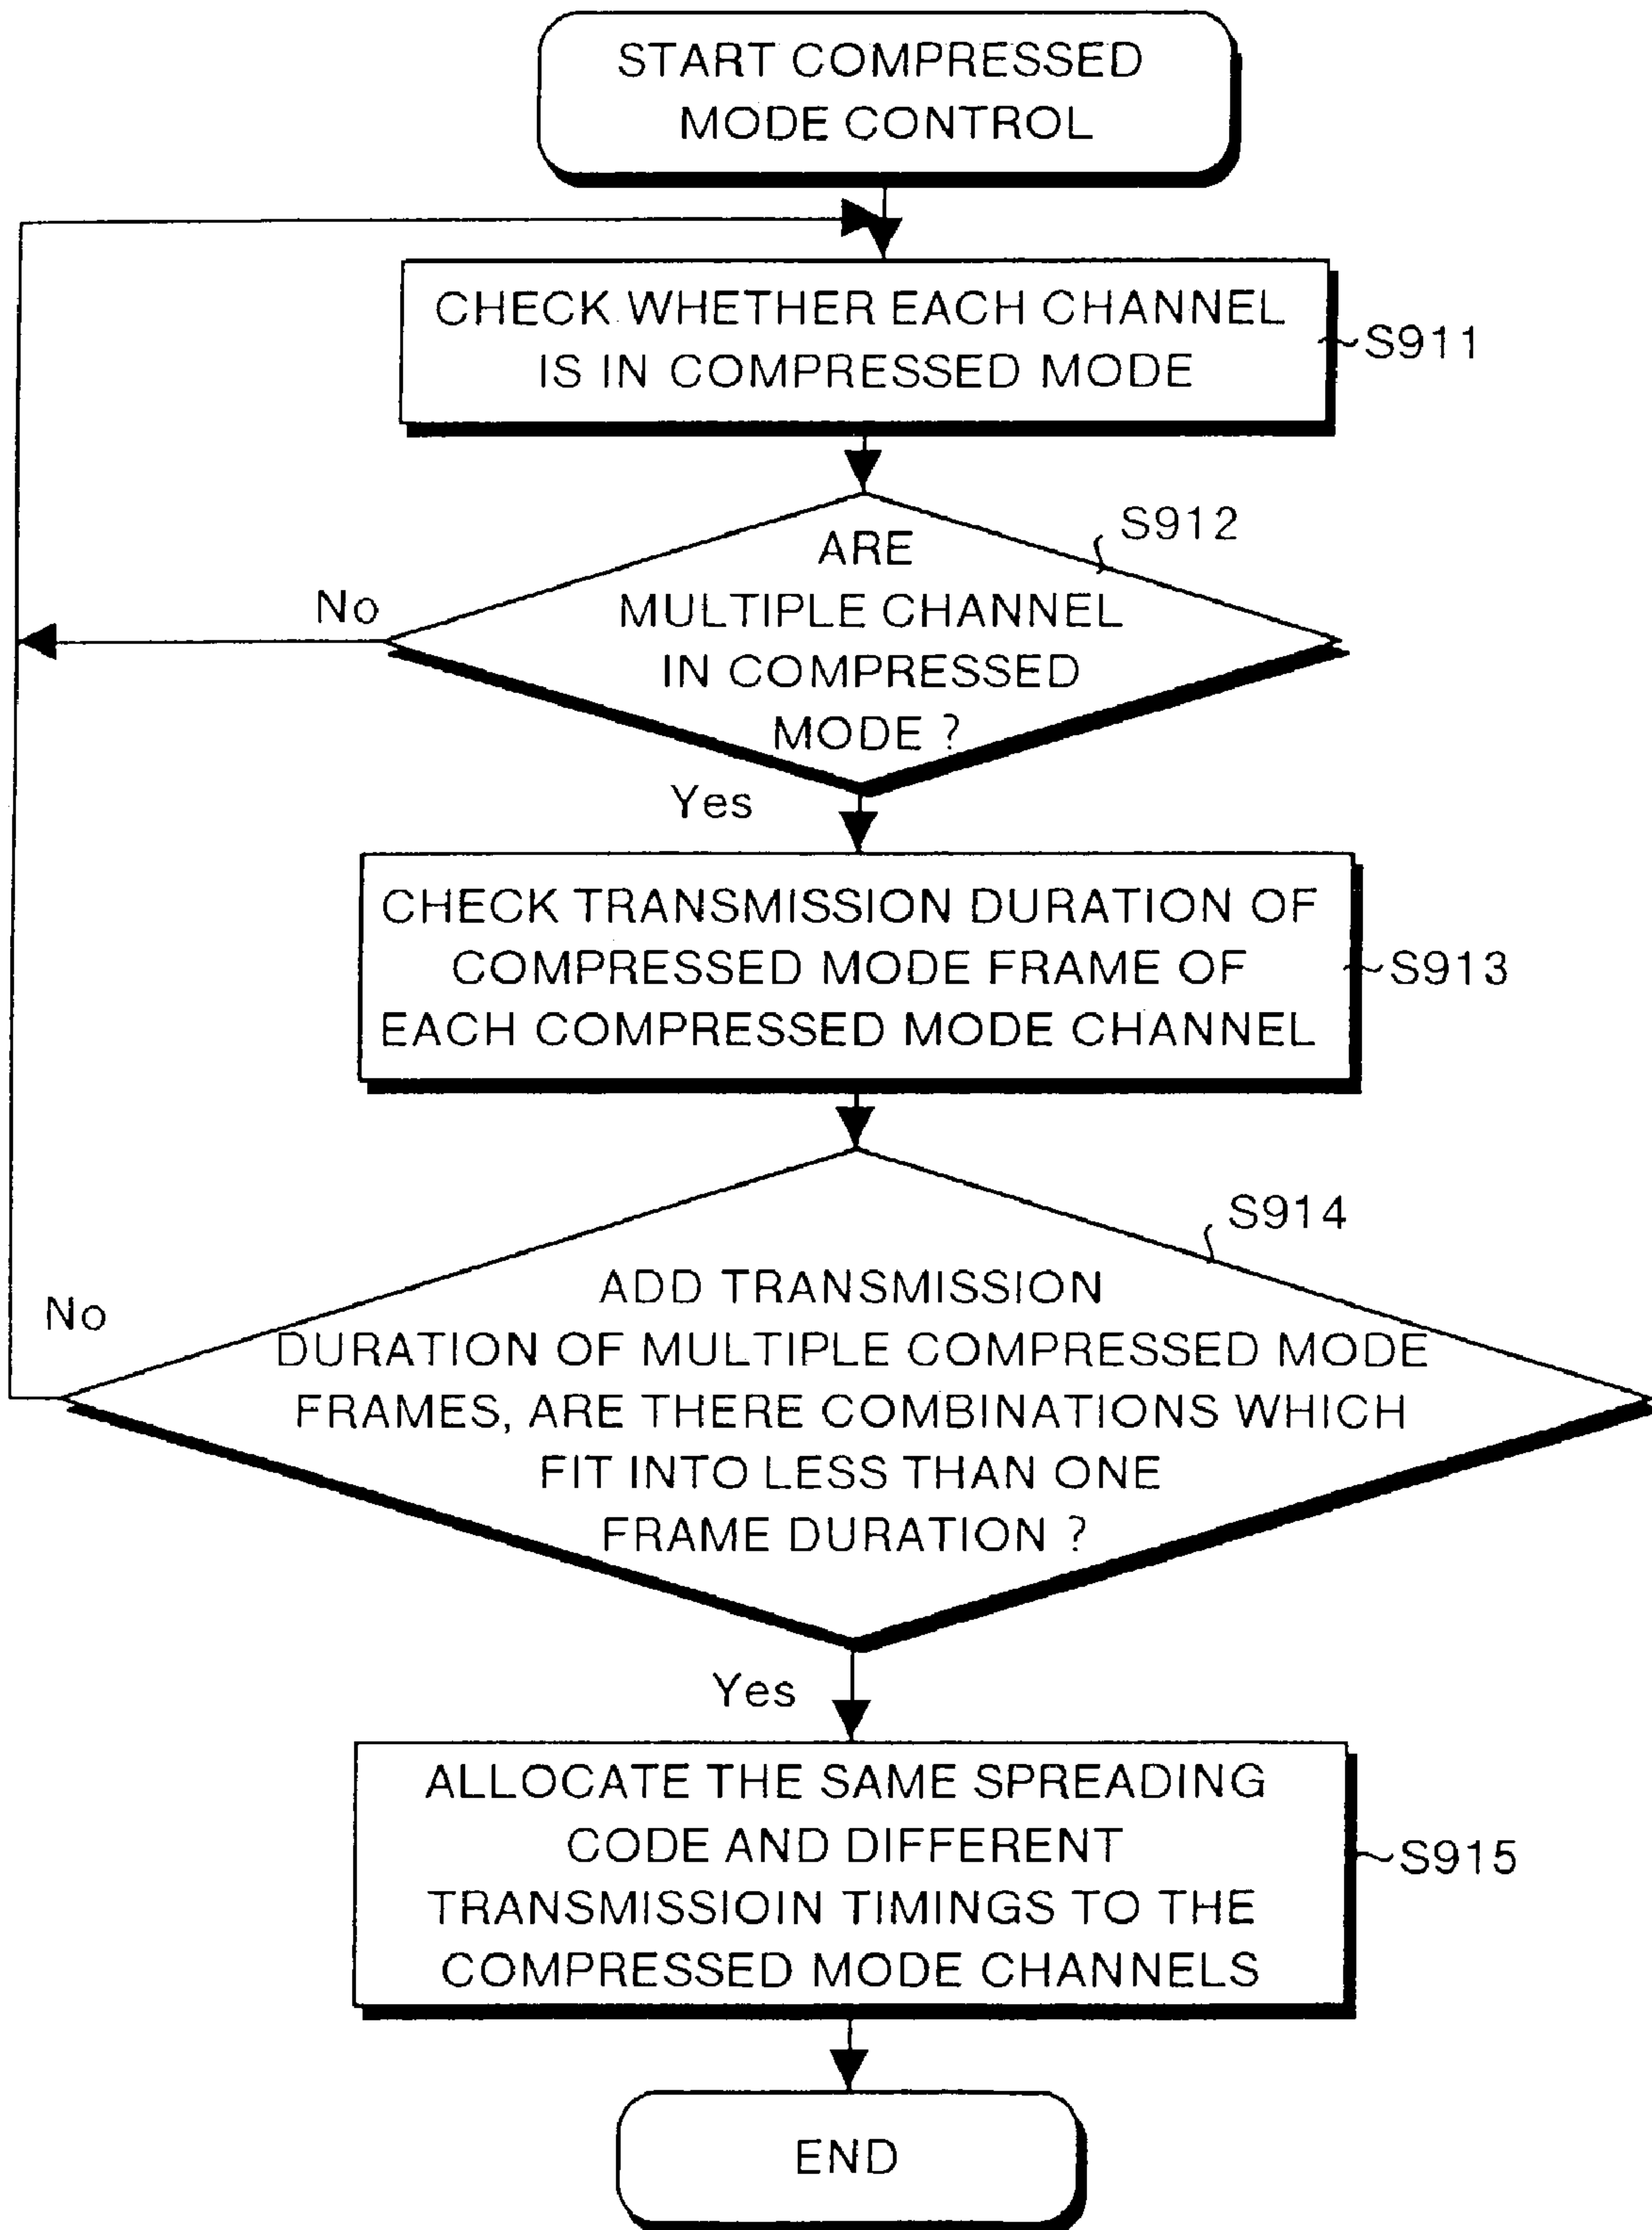 START COMPRESSED
MODE CONTROL
CHECK WHETHER EACH CHANNEL
IS IN COMPRESSED MODE
S911
S912
ARE
MULTIPLE CHANNEL
IN COMPRESSED
MODE ?
No
Yes
CHECK TRANSMISSION DURATION OF
COMPRESSED MODE FRAME OF
EACH COMPRESSED MODE CHANNEL
S913
S914
ADD TRANSMISSION
DURATION OF MULTIPLE COMPRESSED MODE
FRAMES, ARE THERE COMBINATIONS WHICH
FIT INTO LESS THAN ONE
FRAME DURATION ?
No
Yes
ALLOCATE THE SAME SPREADING
CODE AND DIFFERENT
TRANSMISSIOIN TIMINGS TO THE
COMPRESSED MODE CHANNELS
S915
END